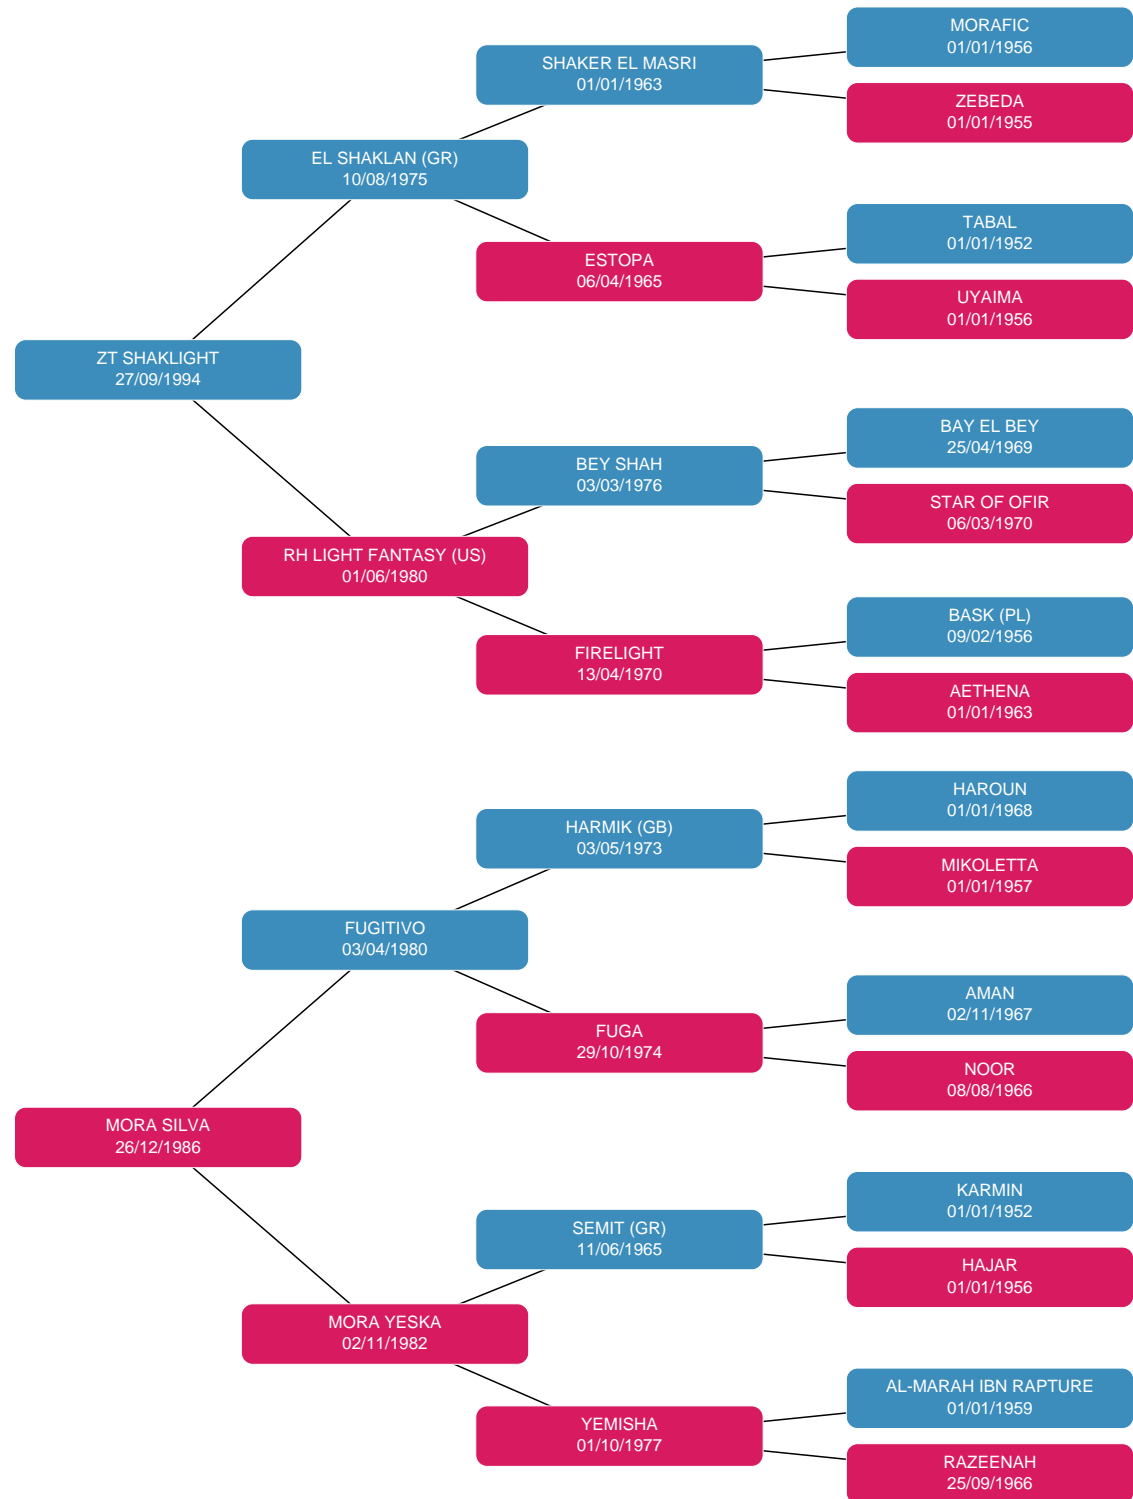 MORAFIC
01/01/1956
SHAKER EL MASRI
01/01/1963
ZEBEDA
01/01/1955
EL SHAKLAN (GR)
10/08/1975
TABAL
01/01/1952
ESTOPA
06/04/1965
UYAIMA
01/01/1956
ZT SHAKLIGHT
27/09/1994
BAY EL BEY
25/04/1969
BEY SHAH
03/03/1976
STAR OF OFIR
06/03/1970
RH LIGHT FANTASY (US)
01/06/1980
BASK (PL)
09/02/1956
FIRELIGHT
13/04/1970
AETHENA
01/01/1963
HAROUN
01/01/1968
HARMIK (GB)
03/05/1973
MIKOLETTA
01/01/1957
FUGITIVO
03/04/1980
AMAN
02/11/1967
FUGA
29/10/1974
NOOR
08/08/1966
MORA SILVA
26/12/1986
KARMIN
01/01/1952
SEMIT (GR)
11/06/1965
HAJAR
01/01/1956
MORA YESKA
02/11/1982
AL-MARAH IBN RAPTURE
01/01/1959
YEMISHA
01/10/1977
RAZEENAH
25/09/1966